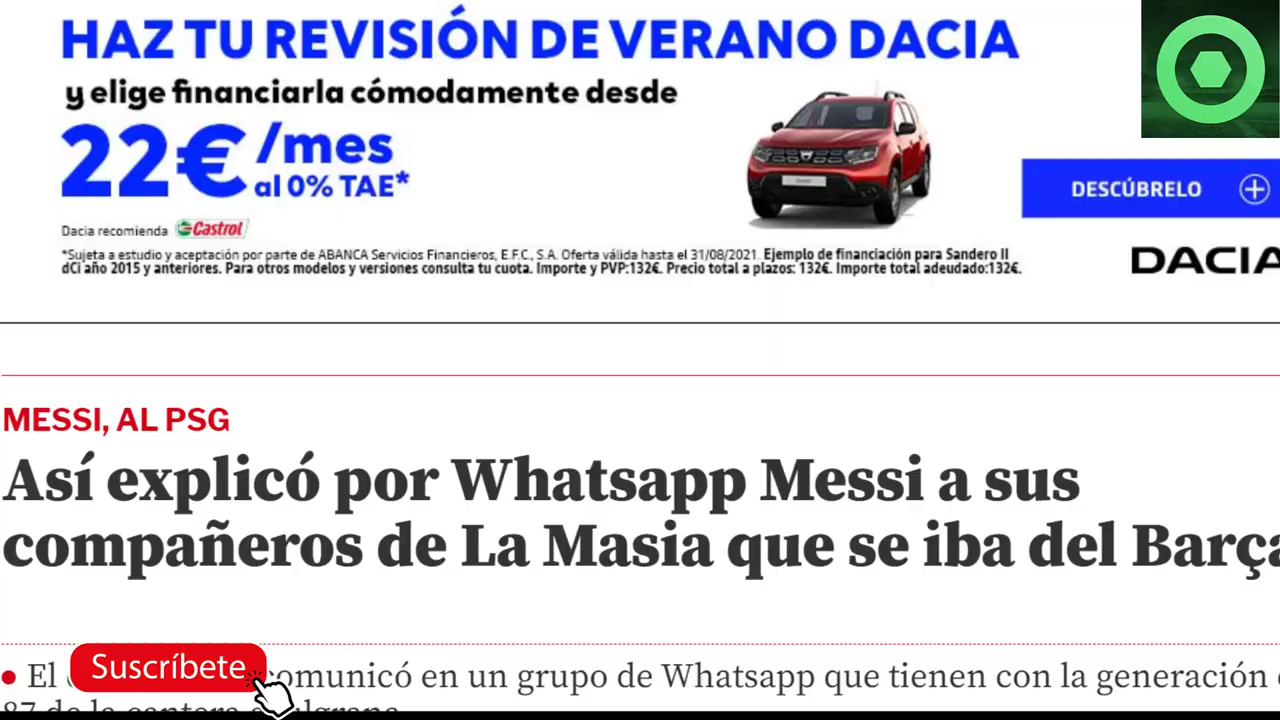 HAZ TU REVISIÓN DE VERANO DACIA
y elige financiarla cómodamente desde
22€/mes
al 0% TAE*
DESCÚBRELO
Dacia recomienda Castrol
*Sujeta a estudio y aceptación por parte de ABANCA Servicios Financieros, E.F.C., S.A. Oferta válida hasta el 31/08/2021. Ejemplo de financiación para Sandero II
dCi año 2015 y anteriores. Para otros modelos y versiones consulta tu cuota. Importe y PVP:132€. Precio total a plazos: 132€. Importe total adeudado:132€.
DACIA
MESSI, AL PSG
Así explicó por Whatsapp Messi a sus
compañeros de La Masia que se iba del Barça
Suscríbete
• El comunicó en un grupo de Whatsapp que tienen con la generación
87 de la cantera